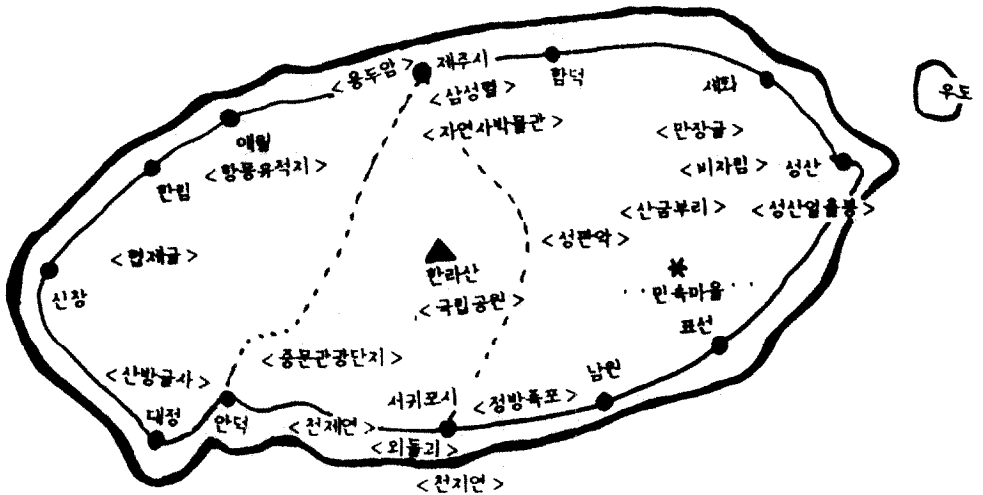 <용두암>
제주시
함덕
<삼성혈>
<자연사박물관>
세화
우도
<만장굴>
애월
<항몽유적지>
한림
<비자림>
성산
<산굼부리>
<성산일출봉>
<성판악>
<협재굴>
신창
한라산
<국립공원>
민속마을
표선
<중문관광단지>
<산방굴사>
대정
안덕
서귀포시
<정방폭포>
남원
<천제연>
<외돌괴>
<천지연>